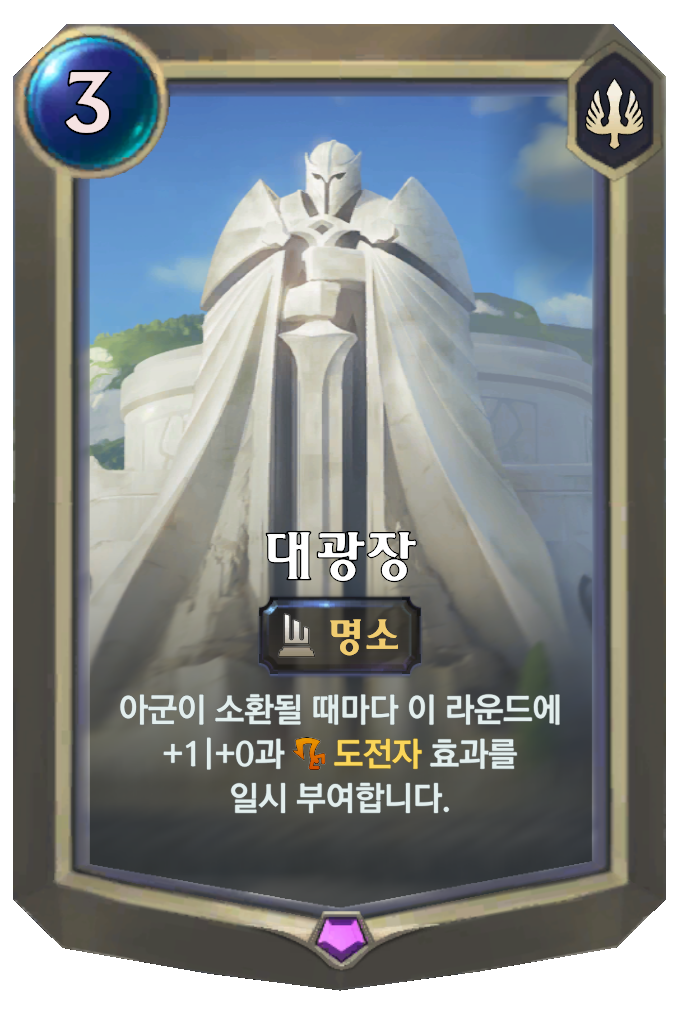 3
대광장
명소
아군이 소환될 때마다 이 라운드에
+1|+0과 도전자 효과를
일시 부여합니다.